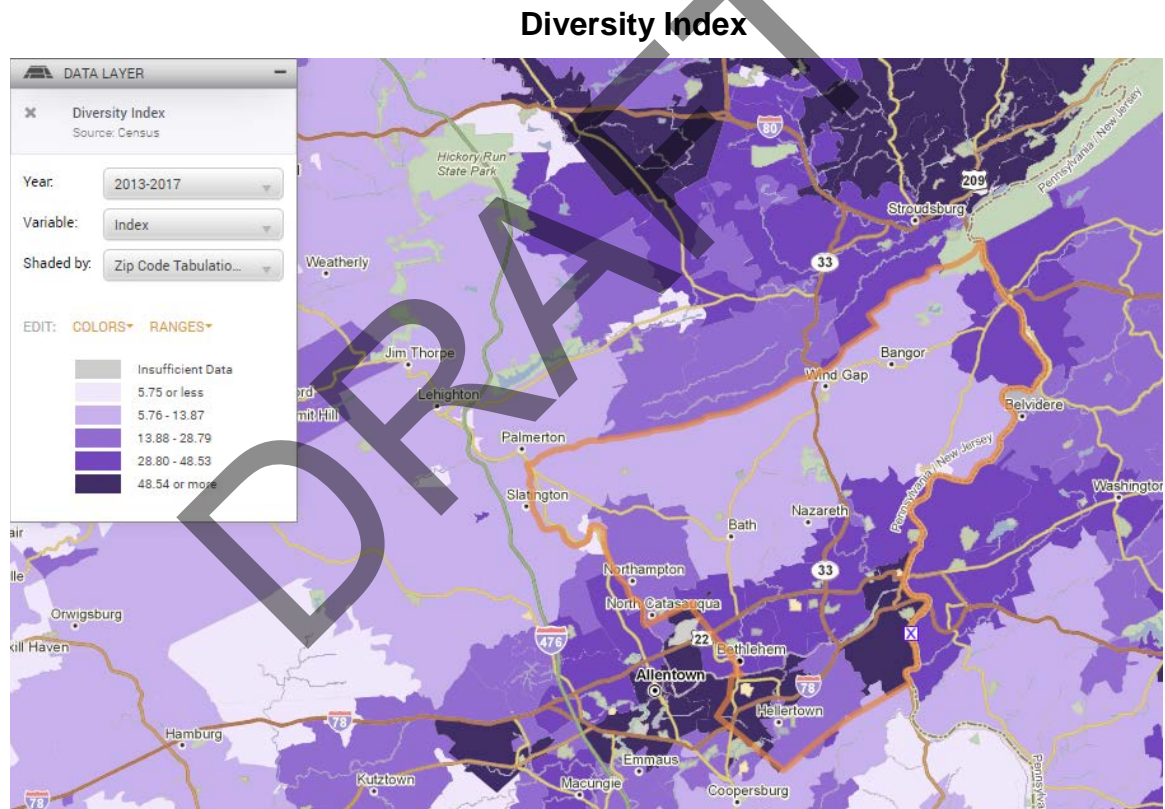 Diversity Index
DATA LAYER
Diversity Index
Source: Census
Year:
2013-2017
Variable:
Index
Shaded by:
Zip Code Tabulatio...
EDIT: COLORS RANGES
Insufficient Data
5.75 or less
5.76 - 13.87
13.88 - 28.79
28.80 - 48.53
48.54 or more
DRAFT
80
Hickory Run
State Park
209
Pennsylvania / New Jersey
Stroudsburg
Weatherly
33
Jim Thorpe
Bangor
Wind Gap
Lehighton
mit Hill
Belvidere
Palmerton
Pennsylvania / New Jersey
Washington
Slatington
Nazareth
Bath
Northampton
33
North Catasauqua
Orwigsburg
kill Haven
476
22
Bethlehem
X
Allentown
78
Hellertown
78
Hamburg
Emmaus
Kutztown
Macungie
Coopersburg
78